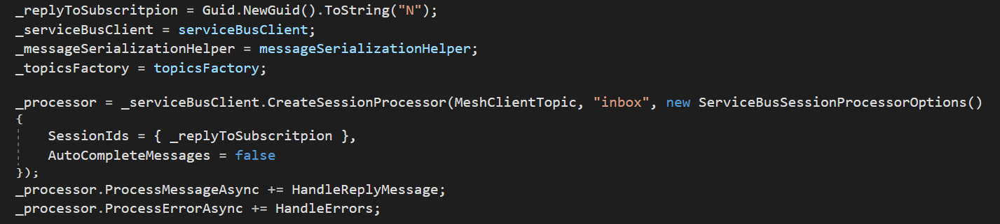 _replyToSubscritpion = Guid.NewGuid().ToString("N");
_serviceBusClient = serviceBusClient;
_messageSerializationHelper = messageSerializationHelper;
_topicsFactory = topicsFactory;
_processor = _serviceBusClient.CreateSessionProcessor(MeshClientTopic, "inbox", new ServiceBusSessionProcessorOptions()
{
SessionIds = { _replyToSubscritpion },
AutoCompleteMessages = false
});
_processor.ProcessMessageAsync += HandleReplyMessage;
_processor.ProcessErrorAsync += HandleErrors;